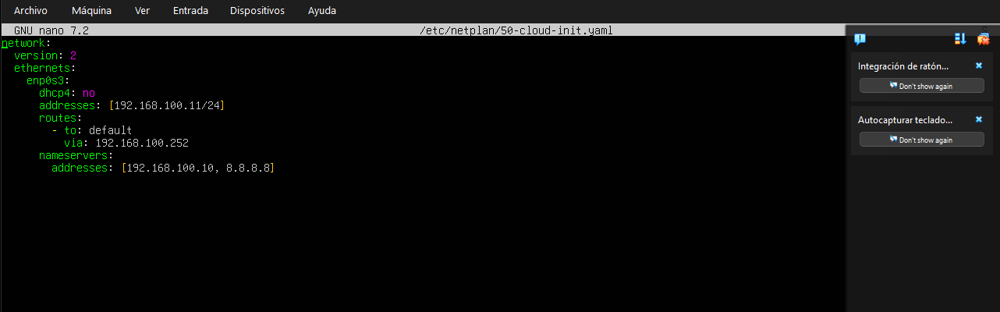 Archivo Máquina Ver Entrada Dispositivos Ayuda
GNU nano 7.2 /etc/netplan/50-cloud-init.yaml
network:
  version: 2
  ethernets:
    enp0s3:
      dhcp4: no
      addresses: [192.168.100.11/24]
      routes:
        - to: default
          via: 192.168.100.252
      nameservers:
        addresses: [192.168.100.10, 8.8.8.8]
Integración de ratón...
Don't show again
Autocapturar teclado...
Don't show again